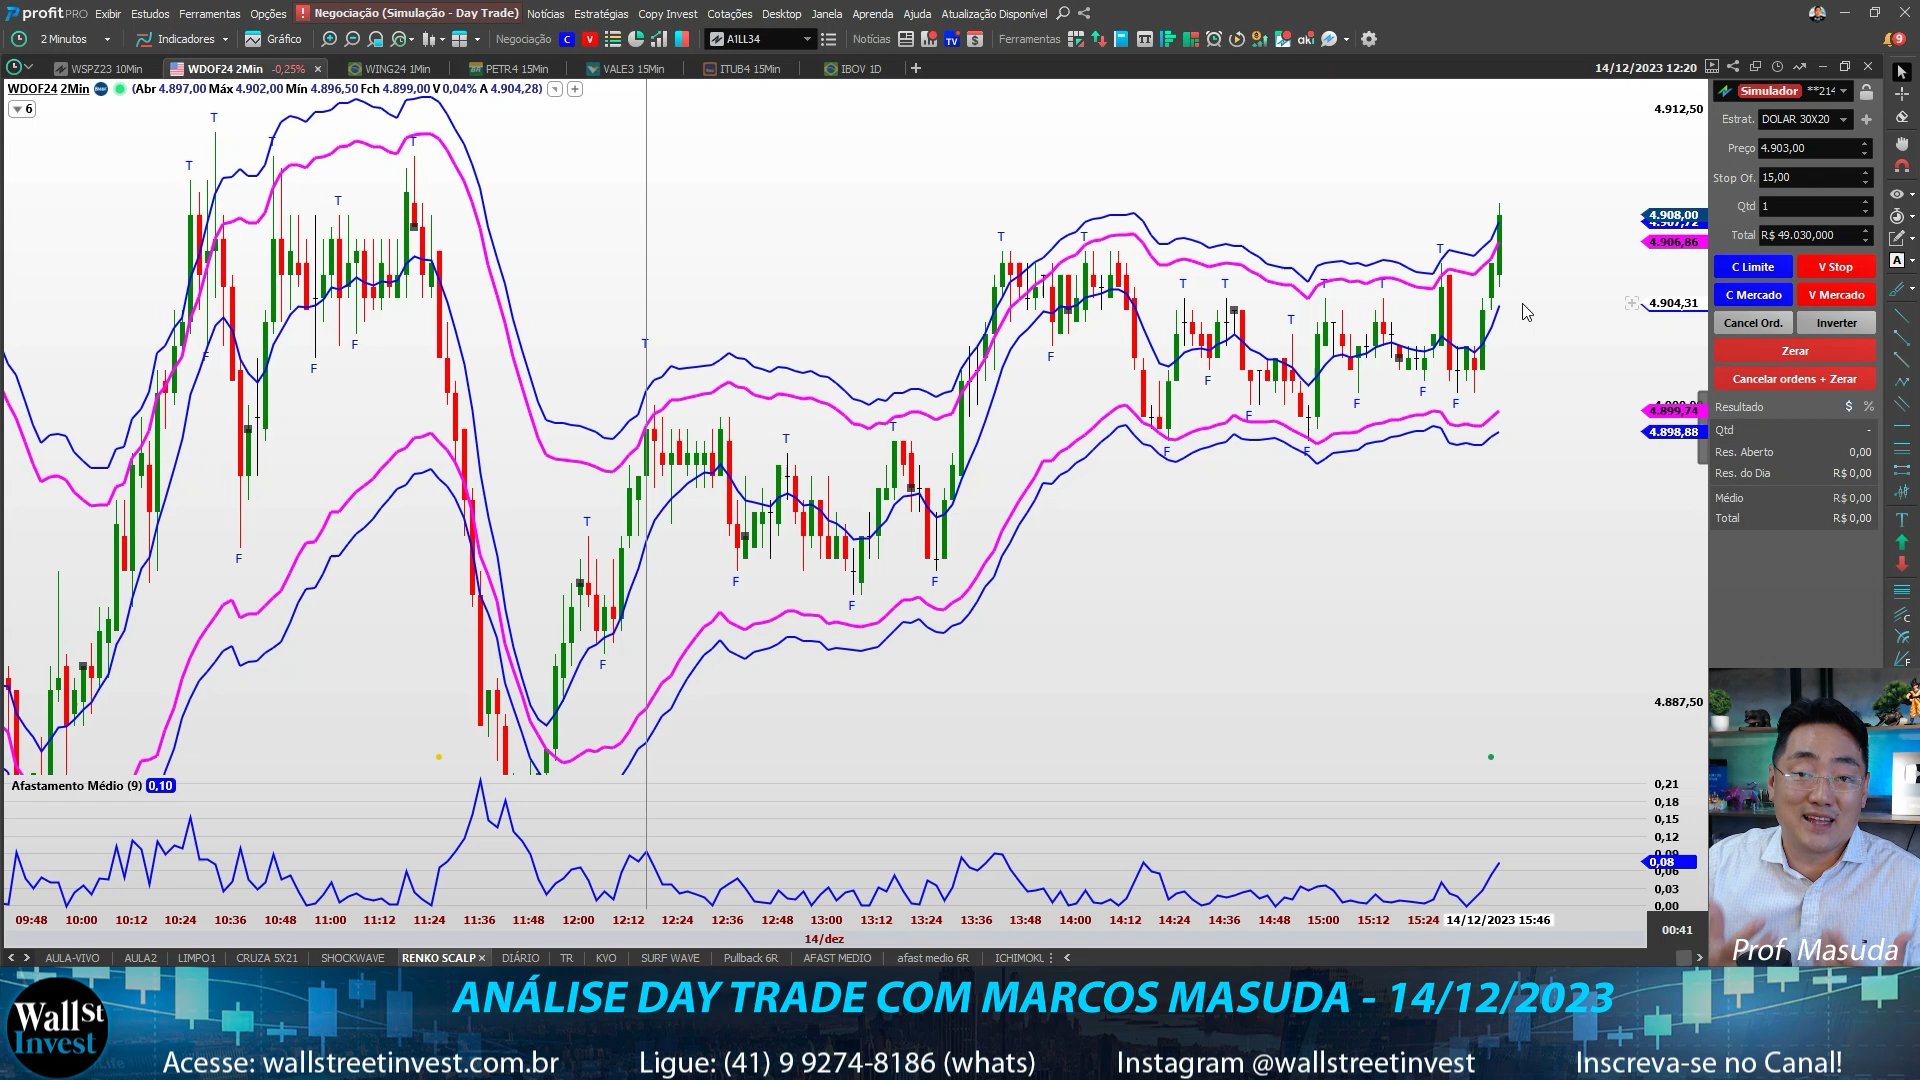 profit PRO Exibir Estudos Ferramentas Opções ! Negociação (Simulação - Day Trade) Notícias Estratégias Copy Invest Cotações Desktop Janela Aprenda Ajuda Atualização Disponível
2 Minutos Indicadores Gráfico Negociação C V A1LL34 Notícias TV $ Ferramentas aki 9
WSPZ23 10Min WDOF24 2Min -0,25% × WING24 1Min PETR4 15Min VALE3 15Min ITUB4 15Min IBOV 1D + 14/12/2023 12:20
WDOF24 2Min (Abr 4.897,00 Máx 4.902,00 Mín 4.896,50 Fch 4.899,00 V 0,04% A 4.904,28)
6
4.912,50
4.908,00
4.906,86
4.904,31
4.899,74
4.898,88
4.887,50
T T T T T T T T T T T T T T T T T
F F F F F F F F F F F F F F F F
Simulador **214
Estrat. DOLAR 30X20
Preço 4.903,00
Stop Of. 15,00
Qtd 1
Total R$ 49.030,000
C Limite V Stop
C Mercado V Mercado
Cancel Ord. Inverter
Zerar
Cancelar ordens + Zerar
Resultado $ %
Qtd -
Res. Aberto 0,00
Res. do Dia R$ 0,00
Médio R$ 0,00
Total R$ 0,00
Afastamento Médio (9) 0,10
0,21
0,18
0,15
0,12
0,09
0,08
0,06
0,03
0,00
09:48 10:00 10:12 10:24 10:36 10:48 11:00 11:12 11:24 11:36 11:48 12:00 12:12 12:24 12:36 12:48 13:00 13:12 13:24 13:36 13:48 14:00 14:12 14:24 14:36 14:48 15:00 15:12 15:24 14/12/2023 15:46
14/dez
00:41
AULA-VIVO AULA2 LIMPO1 CRUZA 5X21 SHOCKWAVE RENKO SCALP × DIÁRIO TR KVO SURF WAVE Pullback 6R AFAST MEDIO afast medio 6R ICHIMOKU
Prof Masuda
ANÁLISE DAY TRADE COM MARCOS MASUDA - 14/12/2023
Wall St
Invest
Acesse: wallstreetinvest.com.br Ligue: (41) 9 9274-8186 (whats) Instagram @wallstreetinvest Inscreva-se no Canal!